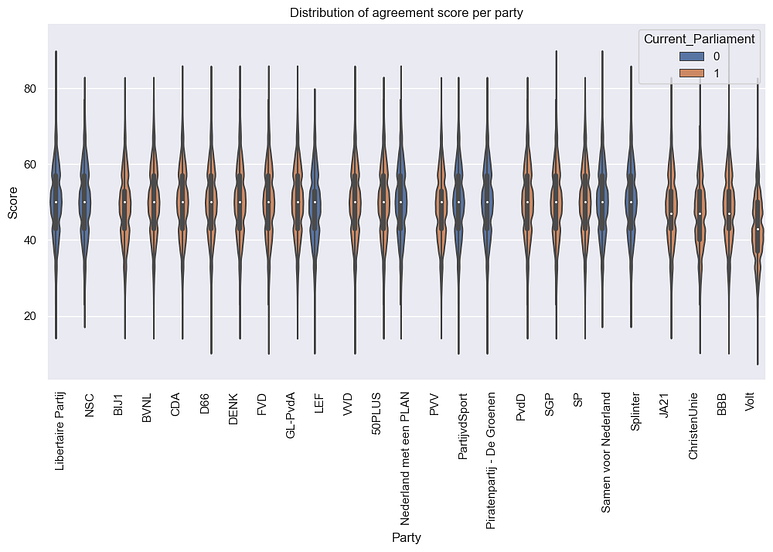 Distribution of agreement score per party
Current_Parliament
0
1
80
60
40
20
Score
Libertaire Partij
NSC
BIJ1
BVNL
CDA
D66
DENK
FVD
GL-PvdA
LEF
VVD
50PLUS
Nederland met een PLAN
PVV
PartijvdSport
Piratenpartij - De Groenen
PvdD
SGP
SP
Samen voor Nederland
Splinter
JA21
ChristenUnie
BBB
Volt
Party